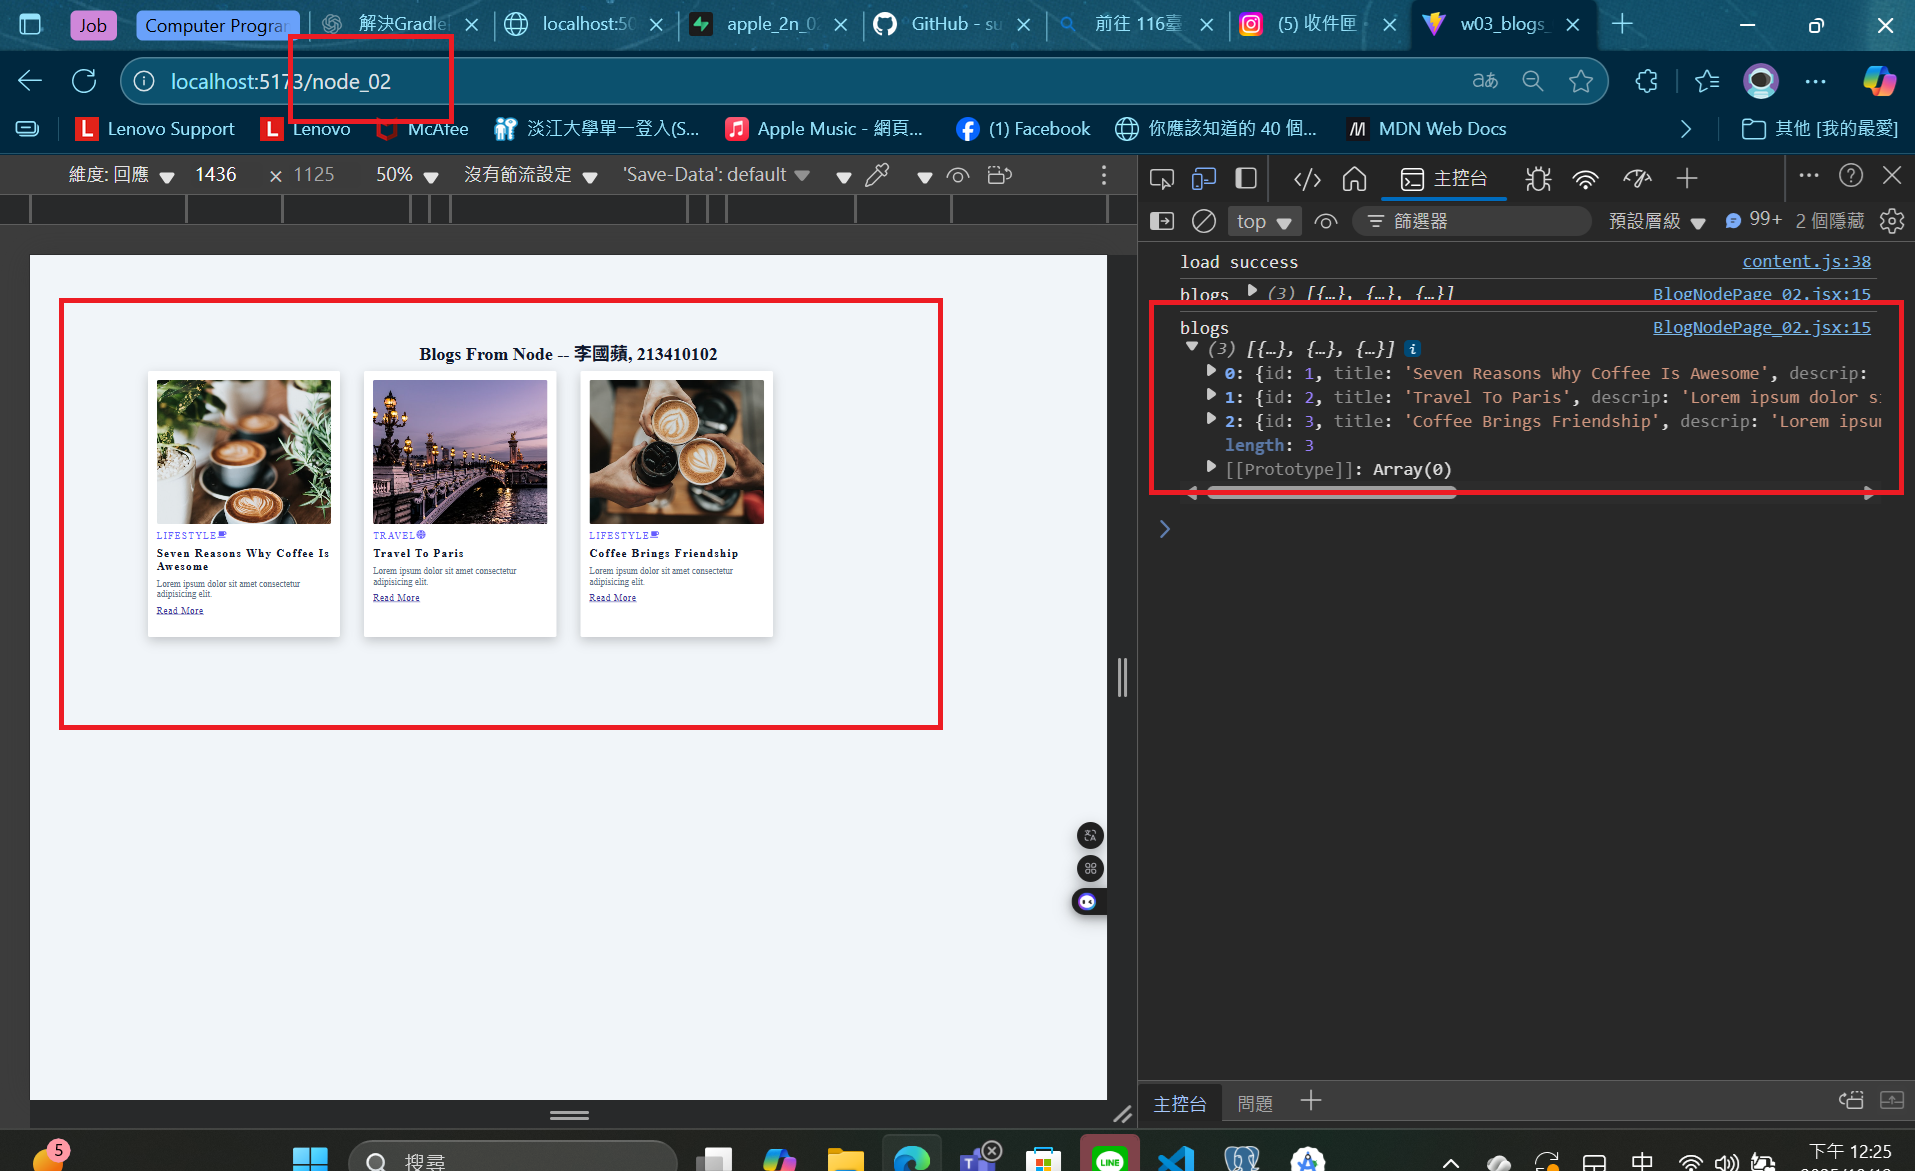 Job
Computer Progra
解決Gradle
localhost:50
apple_2n_0
GitHub - su
前往 116臺
(5) 收件匣
w03_blogs_
localhost:5173/node_02
Lenovo Support
Lenovo
McAfee
淡江大學單一登入(S...
Apple Music - 網頁...
(1) Facebook
你應該知道的 40 個...
MDN Web Docs
其他 [我的最愛]
維度: 回應
1436
× 1125
50%
沒有節流設定
'Save-Data': default
主控台
top
篩選器
預設層級
99+
2 個隱藏
load success
content.js:38
blogs (3) [{…}, {…}, {…}]
BlogNodePage_02.jsx:15
blogs
BlogNodePage_02.jsx:15
(3) [{…}, {…}, {…}]
0: {id: 1, title: 'Seven Reasons Why Coffee Is Awesome', descrip:
1: {id: 2, title: 'Travel To Paris', descrip: 'Lorem ipsum dolor s
2: {id: 3, title: 'Coffee Brings Friendship', descrip: 'Lorem ipsu
length: 3
[[Prototype]]: Array(0)
Blogs From Node -- 李國蘋, 213410102
LIFESTYLE
Seven Reasons Why Coffee Is
Awesome
Lorem ipsum dolor sit amet consectetur
adipisicing elit.
Read More
TRAVEL
Travel To Paris
Lorem ipsum dolor sit amet consectetur
adipisicing elit.
Read More
LIFESTYLE
Coffee Brings Friendship
Lorem ipsum dolor sit amet consectetur
adipisicing elit.
Read More
主控台
問題
5
搜尋
LINE
中
下午 12:25